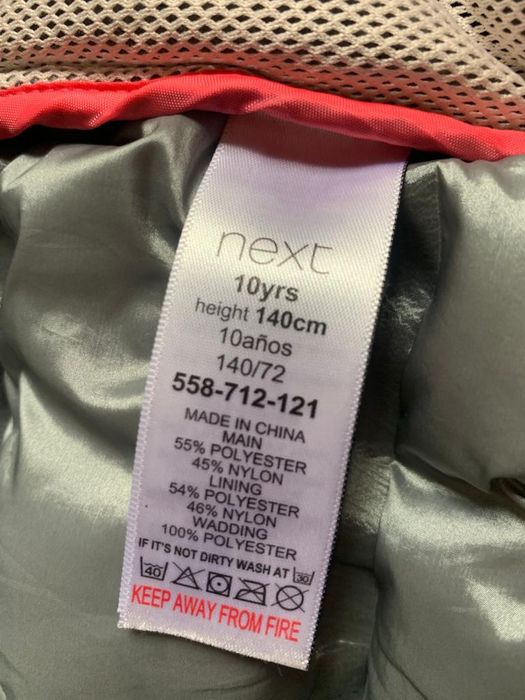 next
10yrs
height 140cm
10años
140/72
558-712-121
MADE IN CHINA
MAIN
55% POLYESTER
45% NYLON
LINING
54% POLYESTER
46% NYLON
WADDING
100% POLYESTER
IF IT'S NOT DIRTY WASH AT 30
40
KEEP AWAY FROM FIRE